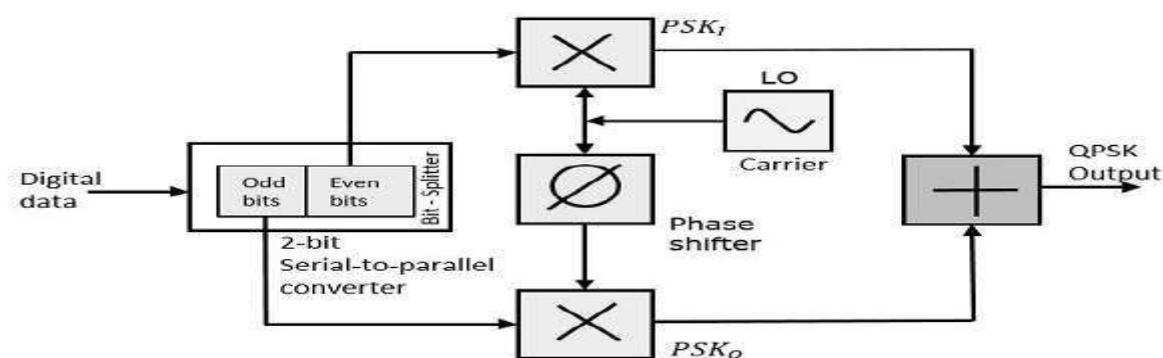 Digital
data
Odd
bits
Even
bits
Bit - Splitter
2-bit
Serial-to-parallel
converter
PSK_I
LO
Carrier
Phase
shifter
PSK_Q
QPSK
Output